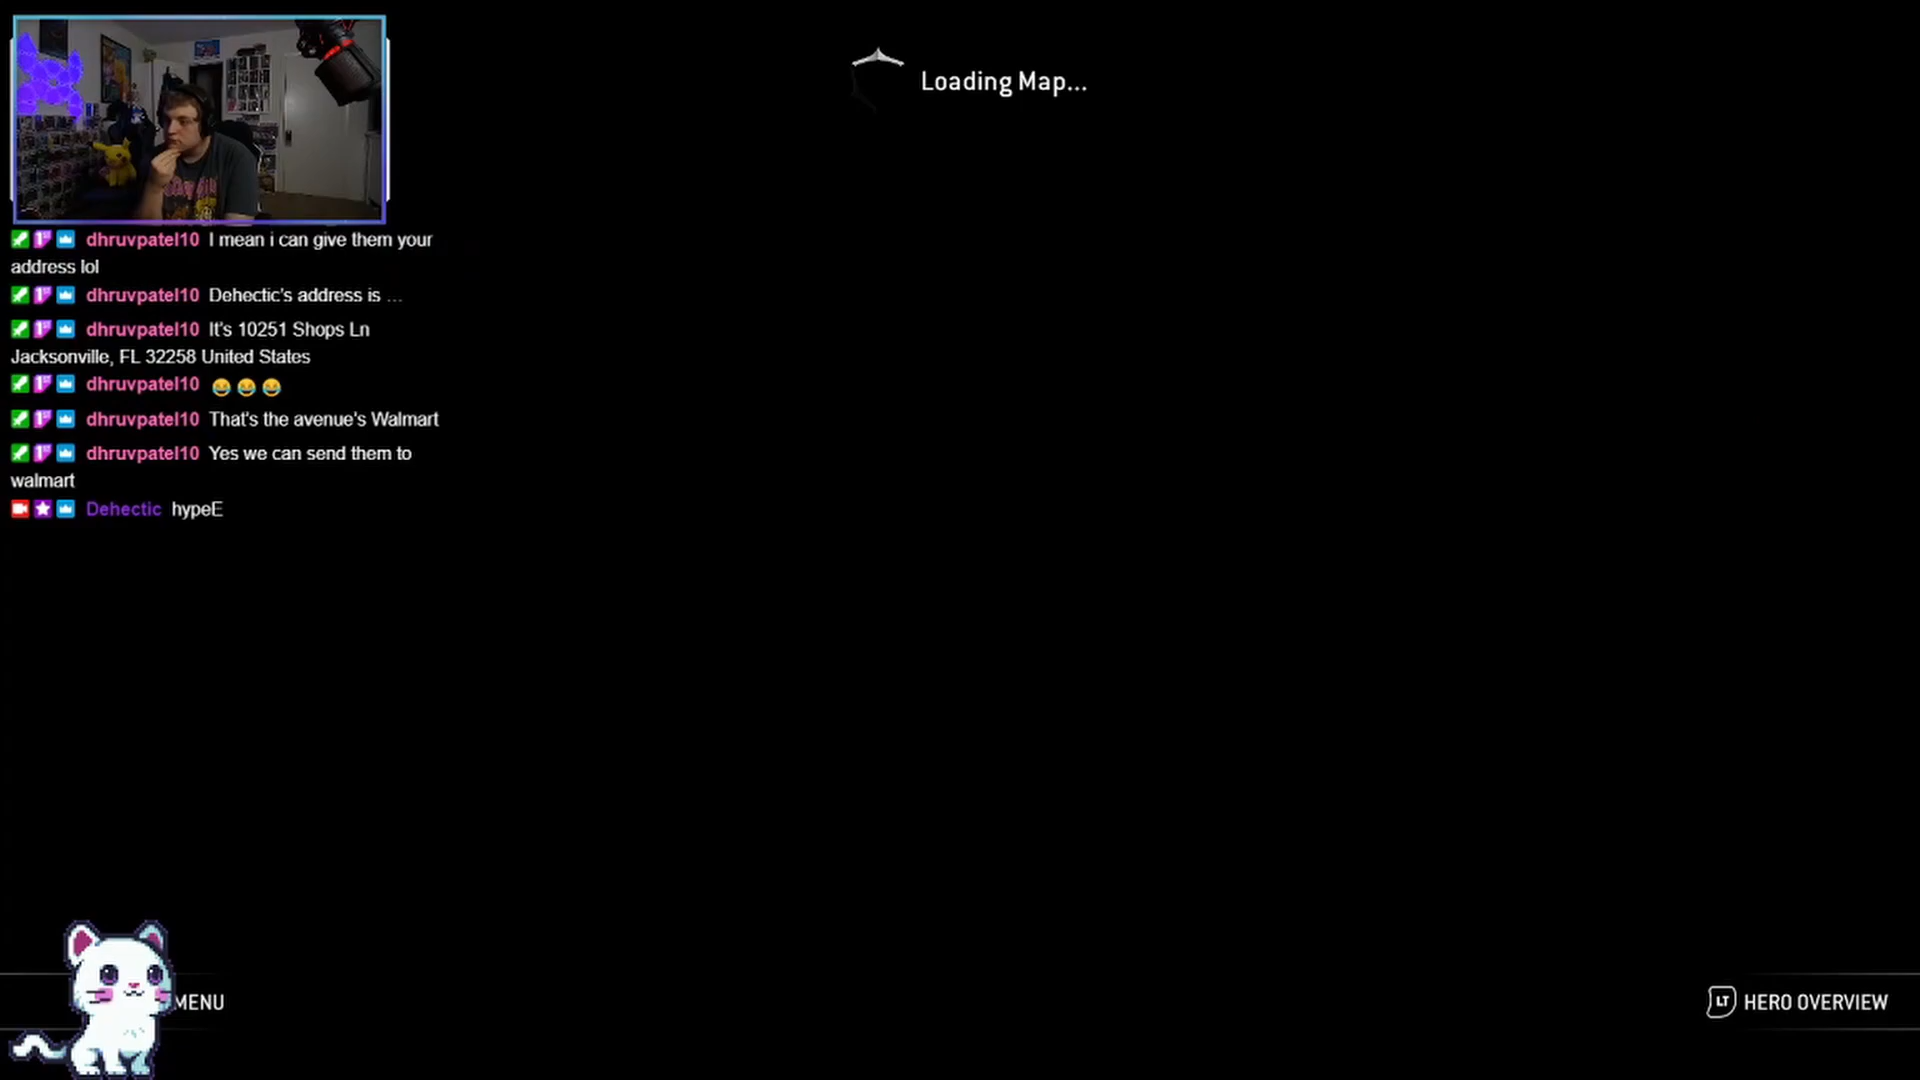 Loading Map...
dhruvpatel10 I mean i can give them your
address lol
dhruvpatel10 Dehectic's address is ...
dhruvpatel10 It's 10251 Shops Ln
Jacksonville, FL 32258 United States
dhruvpatel10 😂 😂 😂
dhruvpatel10 That's the avenue's Walmart
dhruvpatel10 Yes we can send them to
walmart
Dehectic hypeE
MENU
LT HERO OVERVIEW